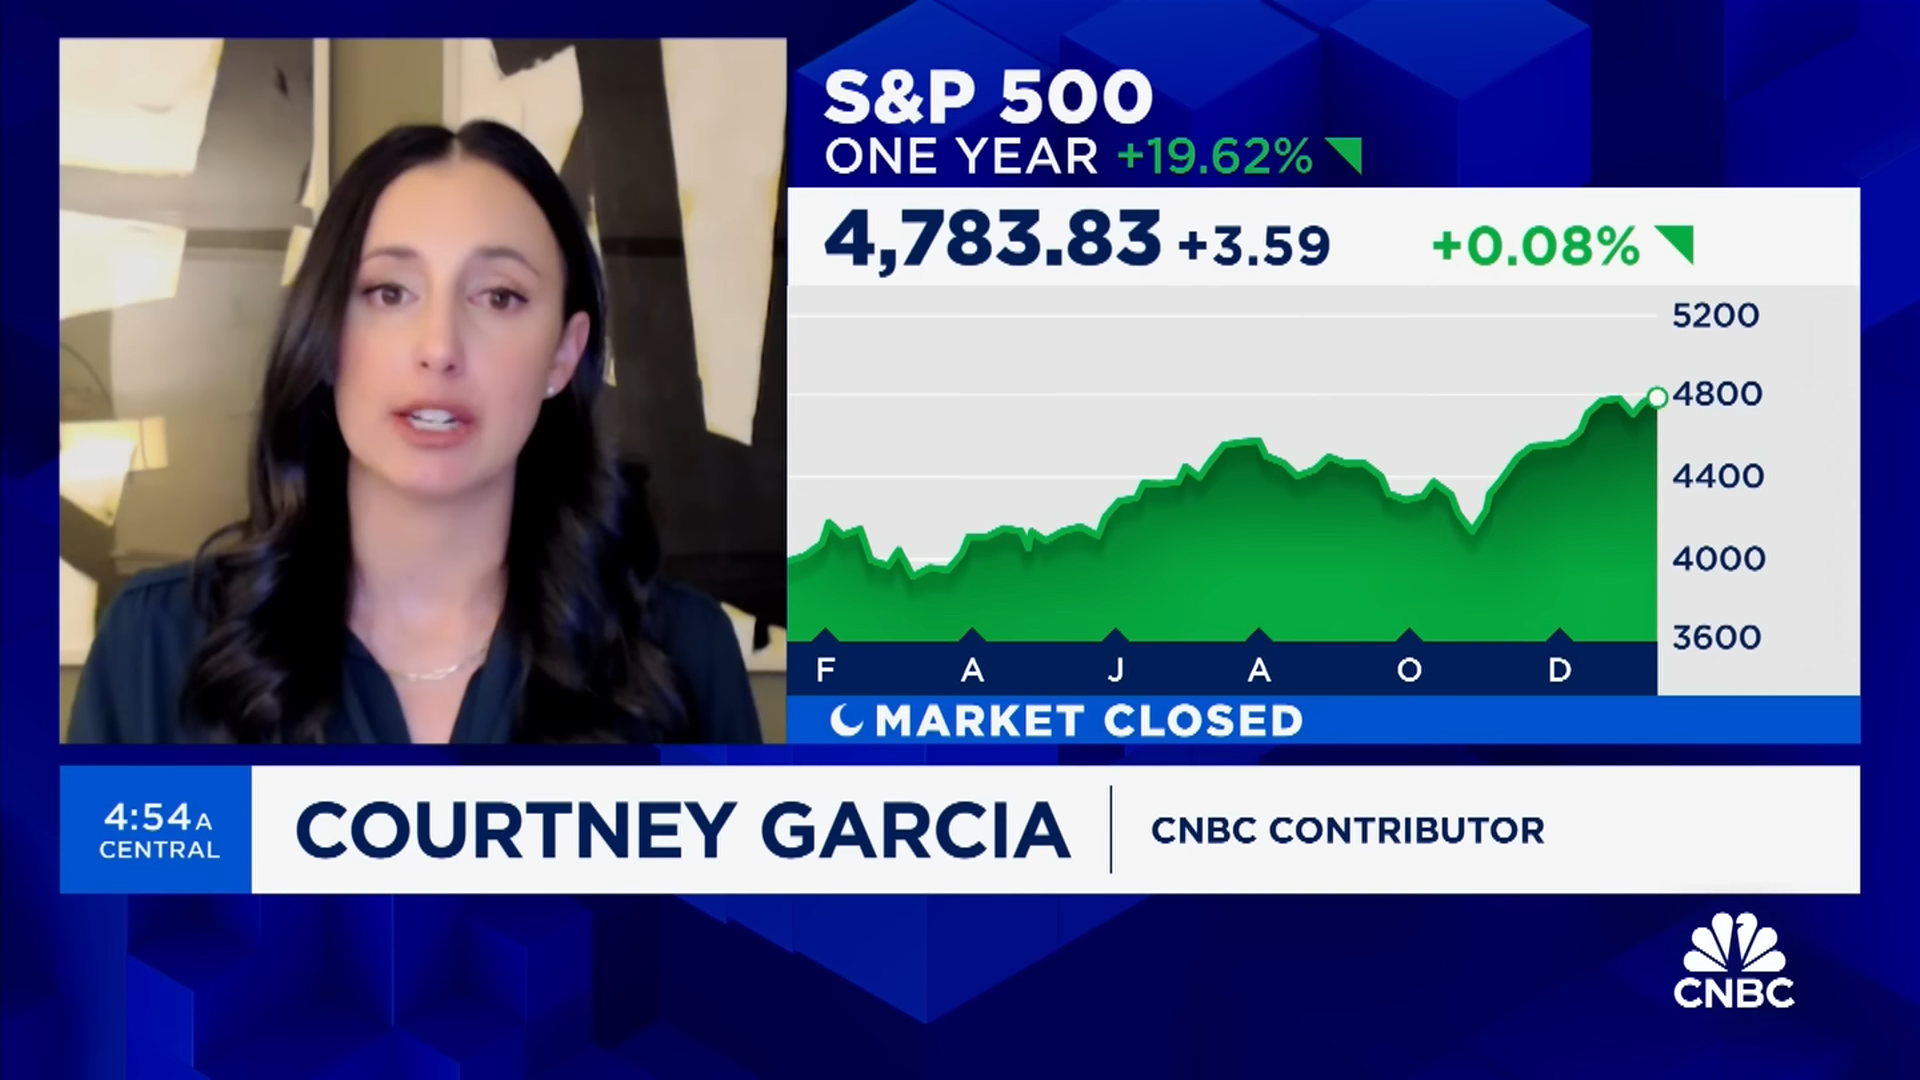 S&P 500
ONE YEAR +19.62%
4,783.83 +3.59 +0.08%
5200
4800
4400
4000
3600
F A J A O D
MARKET CLOSED
4:54A
CENTRAL
COURTNEY GARCIA
CNBC CONTRIBUTOR
CNBC